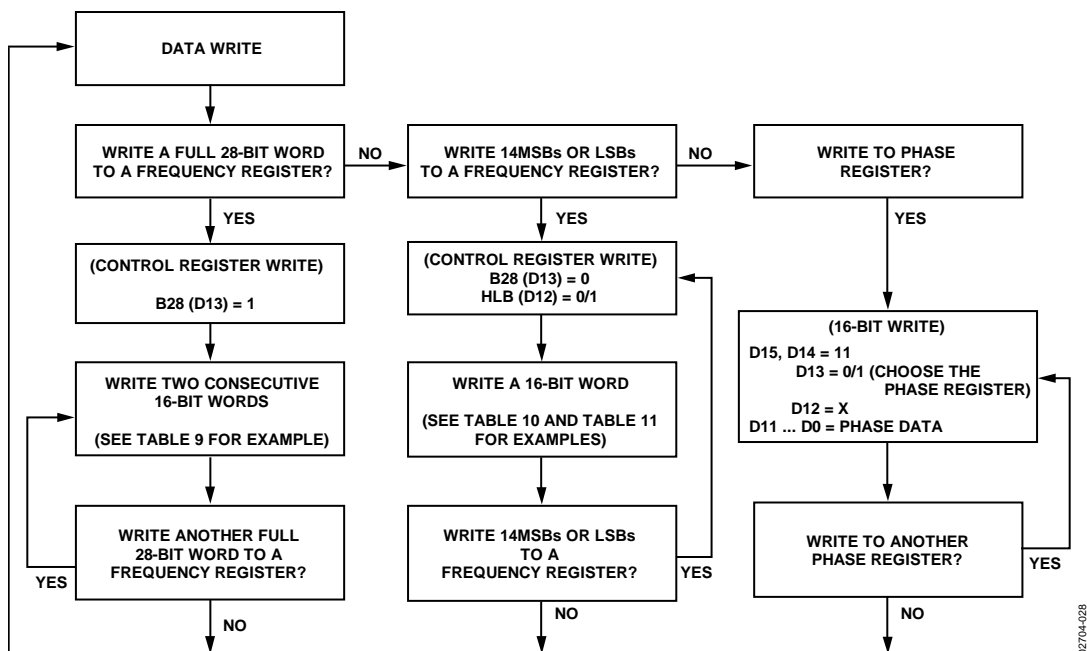 DATA WRITE
WRITE A FULL 28-BIT WORD
TO A FREQUENCY REGISTER?
NO
WRITE 14MSBs OR LSBs
TO A FREQUENCY REGISTER?
NO
WRITE TO PHASE
REGISTER?
YES
YES
YES
(CONTROL REGISTER WRITE)
B28 (D13) = 1
(CONTROL REGISTER WRITE)
B28 (D13) = 0
HLB (D12) = 0/1
(16-BIT WRITE)
D15, D14 = 11
D13 = 0/1 (CHOOSE THE
PHASE REGISTER)
D12 = X
D11 ... D0 = PHASE DATA
WRITE TWO CONSECUTIVE
16-BIT WORDS
(SEE TABLE 9 FOR EXAMPLE)
WRITE A 16-BIT WORD
(SEE TABLE 10 AND TABLE 11
FOR EXAMPLES)
WRITE ANOTHER FULL
28-BIT WORD TO A
FREQUENCY REGISTER?
YES
NO
WRITE 14MSBs OR LSBs
TO A
FREQUENCY REGISTER?
YES
NO
WRITE TO ANOTHER
PHASE REGISTER?
YES
NO
02704-028